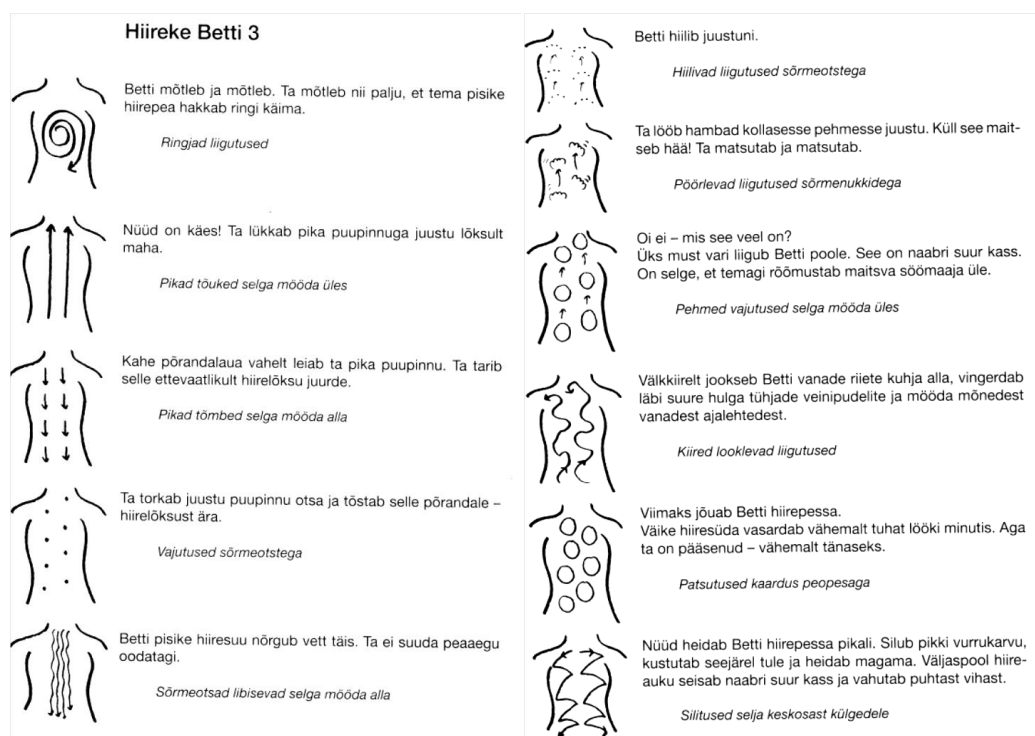 Hiireke Betti 3
Betti mõtleb ja mõtleb. Ta mõtleb nii palju, et tema pisike
hiirepea hakkab ringi käima.
Ringjad liigutused
Nüüd on käes! Ta lükkab pika puupinnuga juustu lõksult
maha.
Pikad tõuked selga mööda üles
Kahe põrandalaua vahelt leiab ta pika puupinnu. Ta tarib
selle ettevaatlikult hiirelõksu juurde.
Pikad tõmbed selga mööda alla
Ta torkab juustu puupinnu otsa ja tõstab selle põrandale –
hiirelõksust ära.
Vajutused sõrmeotstega
Betti pisike hiiresuu nõrgub vett täis. Ta ei suuda peaaegu
oodatagi.
Sõrmeotsad libisevad selga mööda alla
Betti hiilib juustuni.
Hiilivad liigutused sõrmeotstega
Ta lööb hambad kollasesse pehmesse juustu. Küll see mait-
seb hää! Ta matsutab ja matsutab.
Pöörlevad liigutused sõrmenukkidega
Oi ei – mis see veel on?
Üks must vari liigub Betti poole. See on naabri suur kass.
On selge, et temagi rõõmustab maitsva söömaaja üle.
Pehmed vajutused selga mööda üles
Välkkiirelt jookseb Betti vanade riiete kuhja alla, vingerdab
läbi suure hulga tühjade veinipudelite ja mööda mõnedest
vanadest ajalehtedest.
Kiired looklevad liigutused
Viimaks jõuab Betti hiirepessa.
Väike hiiresüda vasardab vähemalt tuhat lööki minutis. Aga
ta on pääsenud – vähemalt tänaseks.
Patsutused kaardus peopesaga
Nüüd heidab Betti hiirepessa pikali. Silub pikki vurrukarvu,
kustutab seejärel tule ja heidab magama. Väljaspool hiire-
auku seisab naabri suur kass ja vahutab puhtast vihast.
Silitused selja keskosast külgedele